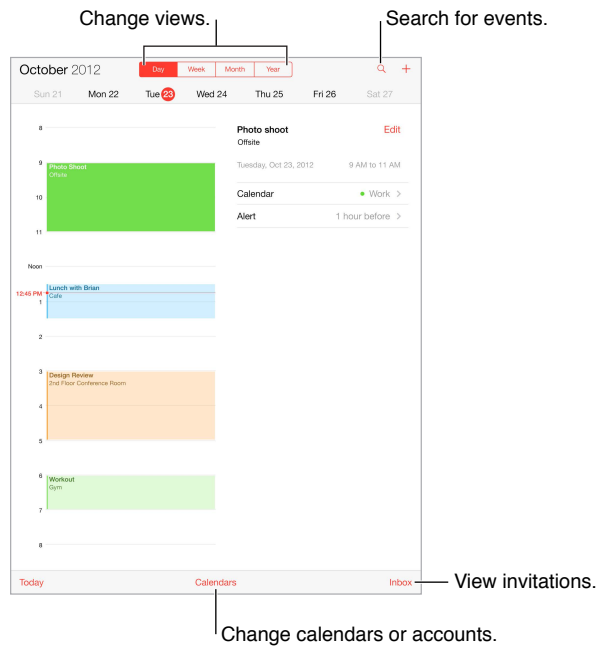 Change views.
Search for events.
October 2012
Day Week Month Year
Sun 21 Mon 22 Tue 23 Wed 24 Thu 25 Fri 26 Sat 27
8
Photo shoot Edit
Offsite
9
Photo Shoot
Offsite
Tuesday, Oct 23, 2012 9 AM to 11 AM
10
Calendar Work
Alert 1 hour before
11
Noon
Lunch with Brian
12:45 PM
Cafe
1
2
3
Design Review
2nd Floor Conference Room
4
5
6
Workout
Gym
7
8
Today Calendars Inbox
View invitations.
Change calendars or accounts.